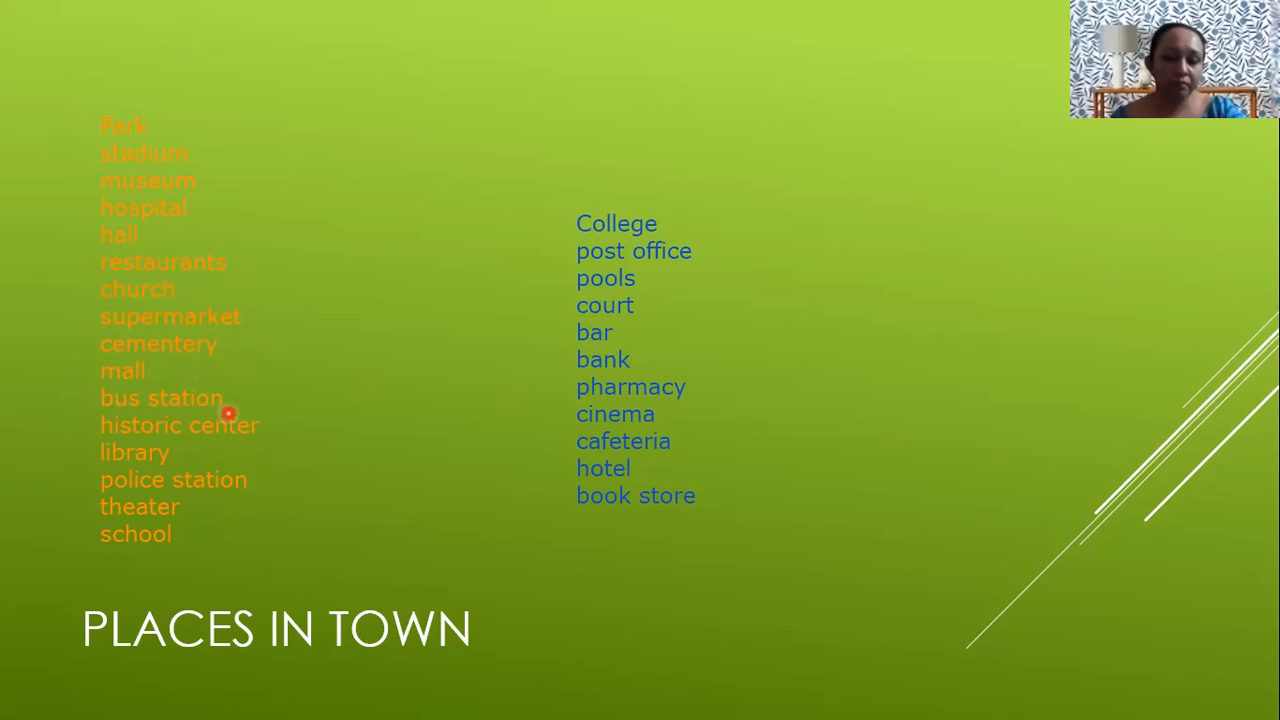 Park
stadium
museum
hospital
hall
restaurants
church
supermarket
cementery
mall
bus station
historic center
library
police station
theater
school
College
post office
pools
court
bar
bank
pharmacy
cinema
cafeteria
hotel
book store
PLACES IN TOWN